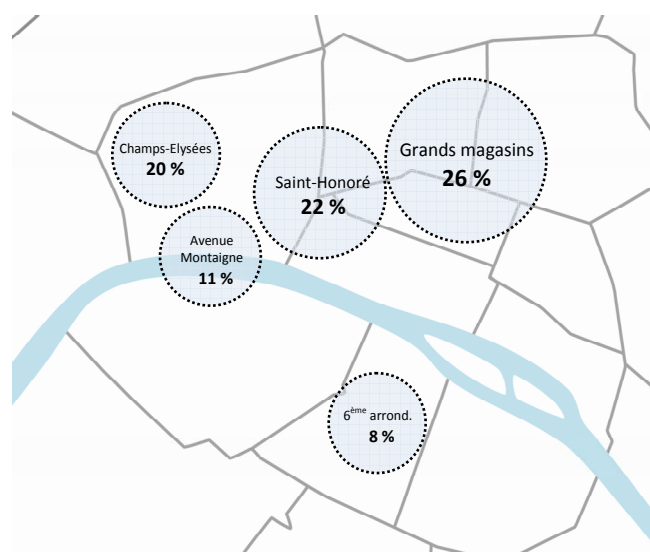 Champs-Elysées
20 %
Saint-Honoré
22 %
Grands magasins
26 %
Avenue
Montaigne
11 %
6ème arrond.
8 %